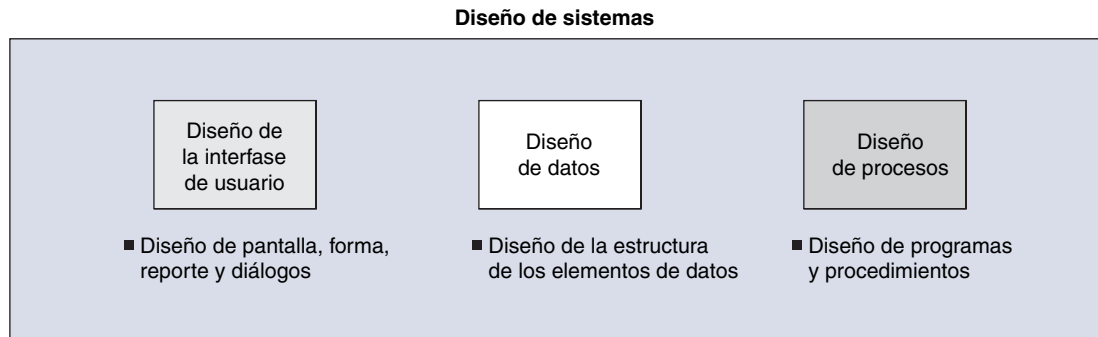 Diseño de sistemas
Diseño de
la interfase
de usuario
Diseño
de datos
Diseño
de procesos
Diseño de pantalla, forma,
reporte y diálogos
Diseño de la estructura
de los elementos de datos
Diseño de programas
y procedimientos